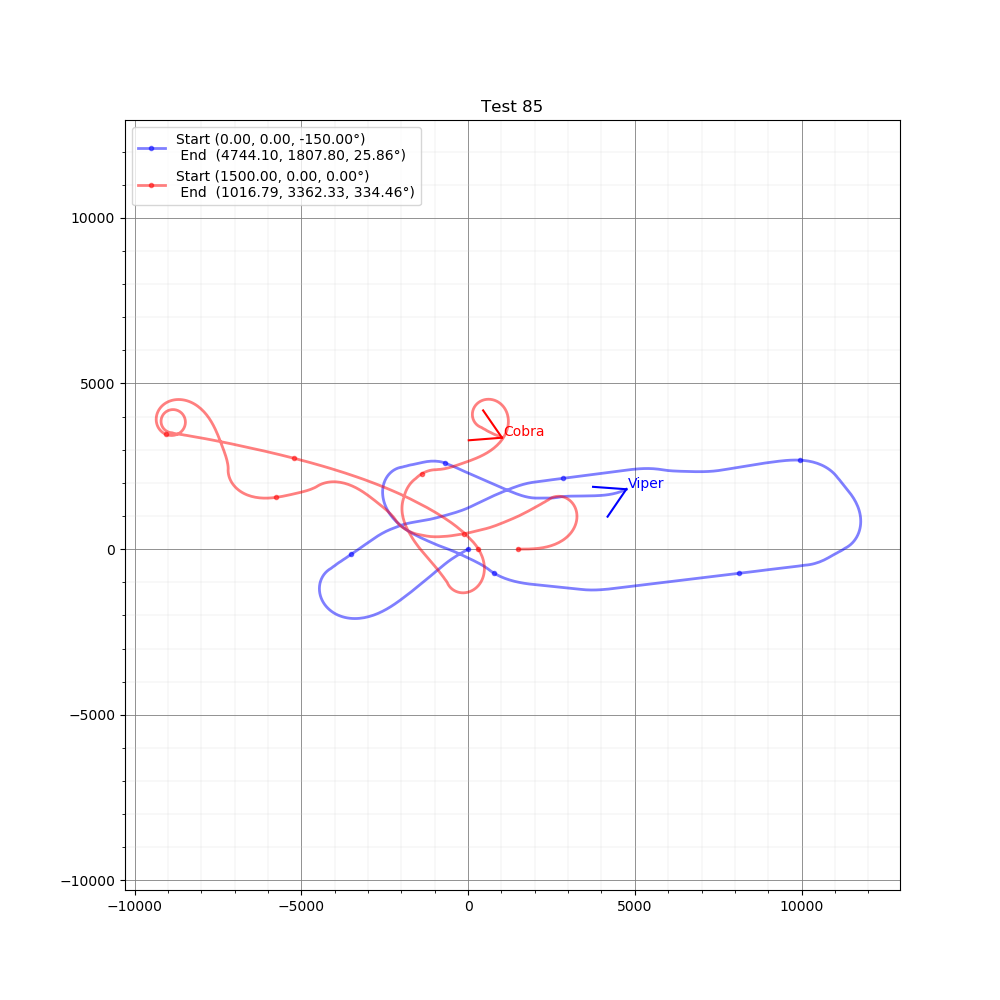 Test 85
Start (0.00, 0.00, -150.00°)
End (4744.10, 1807.80, 25.86°)
Start (1500.00, 0.00, 0.00°)
End (1016.79, 3362.33, 334.46°)
10000
5000
0
−5000
−10000
Cobra
Viper
−10000 −5000 0 5000 10000